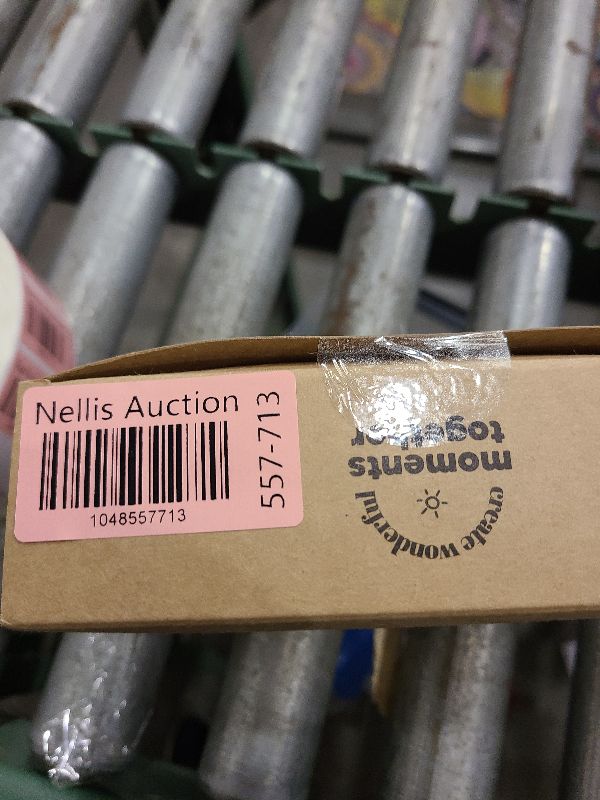 Nellis Auction
1048557713
557-713
create wonderful
moments
together